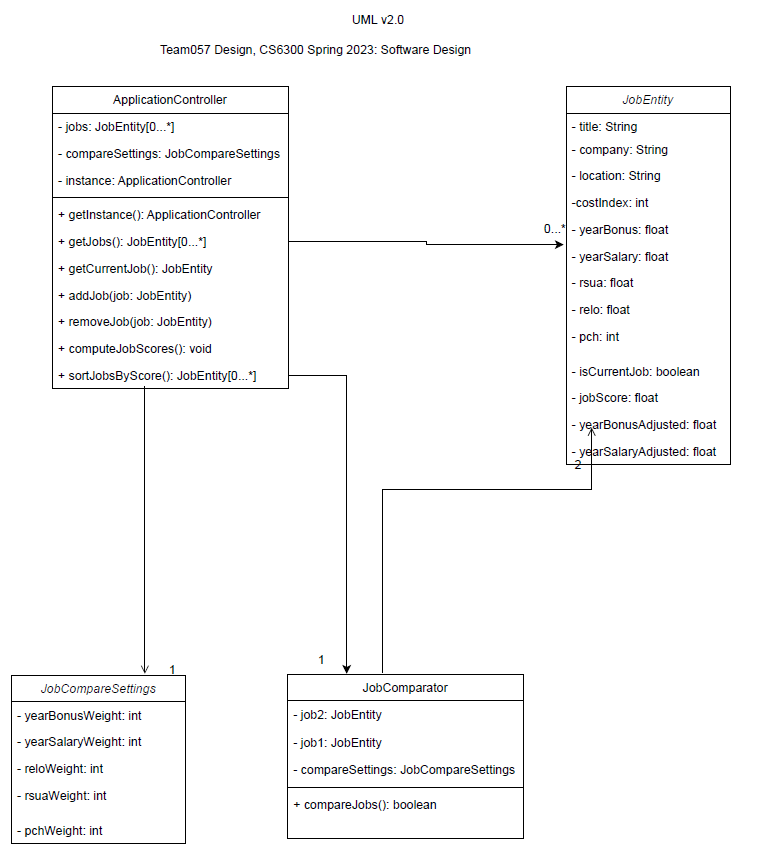 UML v2.0
Team057 Design, CS6300 Spring 2023: Software Design
ApplicationController
- jobs: JobEntity[0...*]
- compareSettings: JobCompareSettings
- instance: ApplicationController
+ getInstance(): ApplicationController
+ getJobs(): JobEntity[0...*]
+ getCurrentJob(): JobEntity
+ addJob(job: JobEntity)
+ removeJob(job: JobEntity)
+ computeJobScores(): void
+ sortJobsByScore(): JobEntity[0...*]
0...*
JobEntity
- title: String
- company: String
- location: String
-costIndex: int
- yearBonus: float
- yearSalary: float
- rsua: float
- relo: float
- pch: int
- isCurrentJob: boolean
- jobScore: float
- yearBonusAdjusted: float
- yearSalaryAdjusted: float
2
1
JobCompareSettings
- yearBonusWeight: int
- yearSalaryWeight: int
- reloWeight: int
- rsuaWeight: int
- pchWeight: int
1
JobComparator
- job2: JobEntity
- job1: JobEntity
- compareSettings: JobCompareSettings
+ compareJobs(): boolean